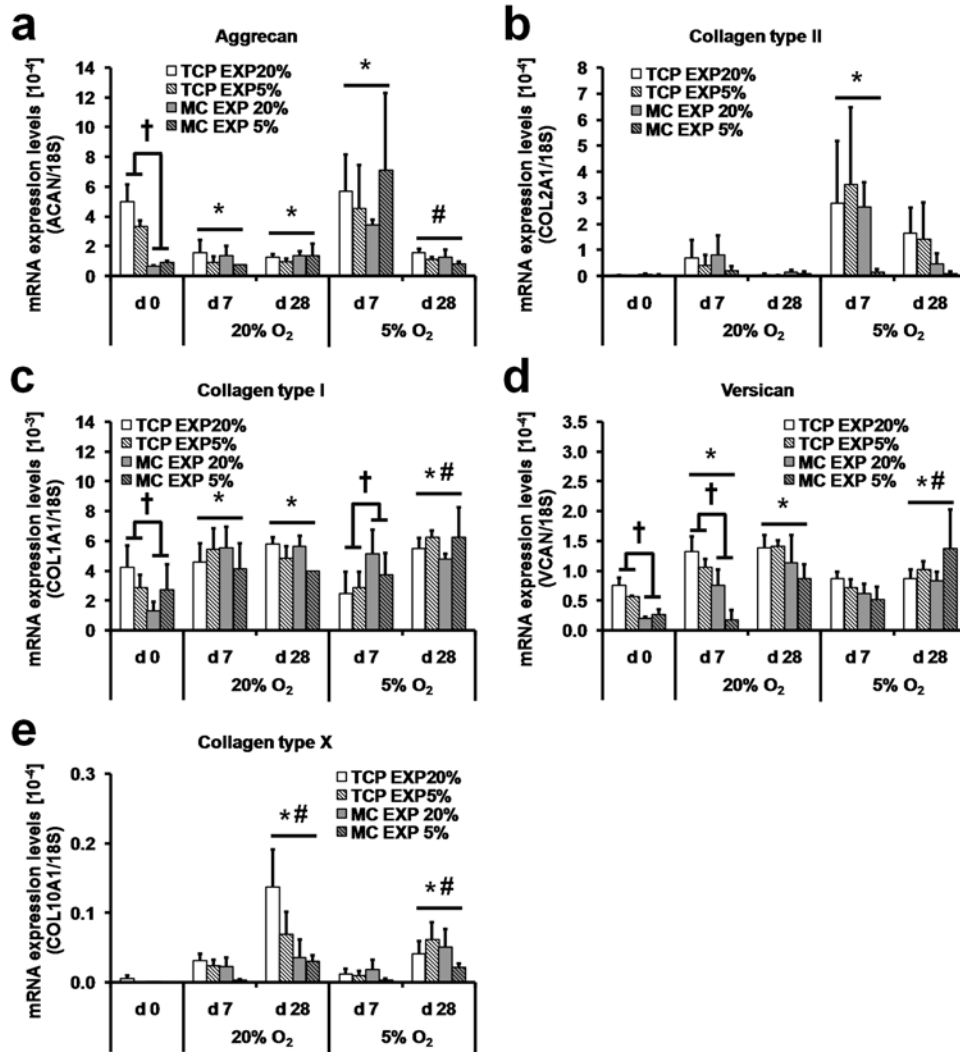 a
Aggrecan
mRNA expression levels [10⁻⁴]
(ACAN/18S)
14
12
10
8
6
4
2
0
TCP EXP20%
TCP EXP5%
MC EXP 20%
MC EXP 5%
†
*
*
*
#
d 0
d 7
d 28
d 7
d 28
20% O₂
5% O₂
b
Collagen type II
mRNA expression levels [10⁻⁴]
(COL2A1/18S)
8
7
6
5
4
3
2
1
0
TCP EXP20%
TCP EXP5%
MC EXP 20%
MC EXP 5%
*
d 0
d 7
d 28
d 7
d 28
20% O₂
5% O₂
c
Collagen type I
mRNA expression levels [10⁻³]
(COL1A1/18S)
14
12
10
8
6
4
2
0
TCP EXP20%
TCP EXP5%
MC EXP 20%
MC EXP 5%
†
*
*
†
*#
d 0
d 7
d 28
d 7
d 28
20% O₂
5% O₂
d
Versican
mRNA expression levels [10⁻⁴]
(VCAN/18S)
3.5
3.0
2.5
2.0
1.5
1.0
0.5
0.0
TCP EXP20%
TCP EXP5%
MC EXP 20%
MC EXP 5%
†
*
†
*
*#
d 0
d 7
d 28
d 7
d 28
20% O₂
5% O₂
e
Collagen type X
mRNA expression levels [10⁻⁴]
(COL10A1/18S)
0.3
0.2
0.1
0.0
TCP EXP20%
TCP EXP5%
MC EXP 20%
MC EXP 5%
*#
*#
d 0
d 7
d 28
d 7
d 28
20% O₂
5% O₂